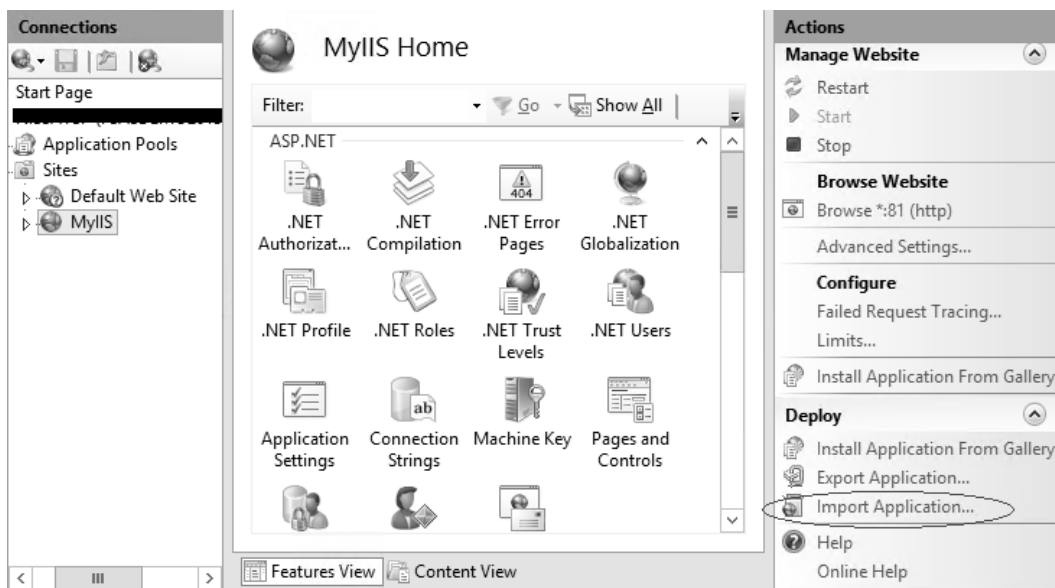 Connections
Start Page
Application Pools
Sites
Default Web Site
MyIIS
MyIIS Home
Filter:
Go
Show All
ASP.NET
.NET
Authorizat...
.NET
Compilation
.NET Error
Pages
.NET
Globalization
.NET Profile
.NET Roles
.NET Trust
Levels
.NET Users
Application
Settings
Connection
Strings
Machine Key
Pages and
Controls
Features View
Content View
Actions
Manage Website
Restart
Start
Stop
Browse Website
Browse *:81 (http)
Advanced Settings...
Configure
Failed Request Tracing...
Limits...
Install Application From Gallery
Deploy
Install Application From Gallery
Export Application...
Import Application...
Help
Online Help